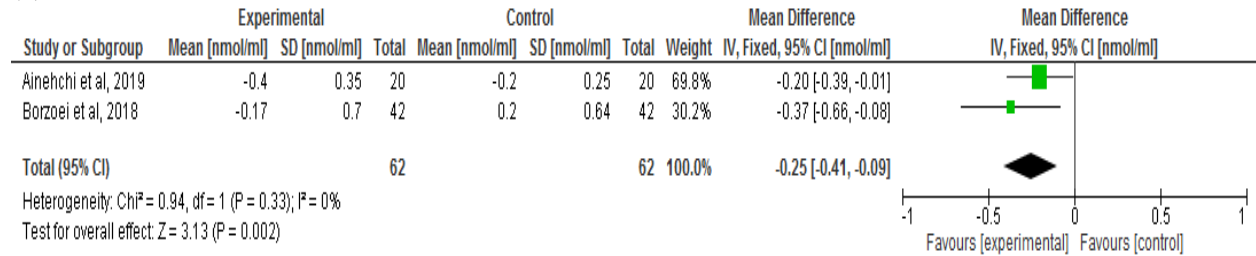 Experimental Control Mean Difference Mean Difference
Study or Subgroup Mean [nmol/ml] SD [nmol/ml] Total Mean [nmol/ml] SD [nmol/ml] Total Weight IV, Fixed, 95% CI [nmol/ml] IV, Fixed, 95% CI [nmol/ml]
Ainehchi et al, 2019 -0.4 0.35 20 -0.2 0.25 20 69.8% -0.20 [-0.39, -0.01]
Borzoei et al, 2018 -0.17 0.7 42 0.2 0.64 42 30.2% -0.37 [-0.66, -0.08]
Total (95% CI) 62 62 100.0% -0.25 [-0.41, -0.09]
Heterogeneity: Chi² = 0.94, df = 1 (P = 0.33); I² = 0%
Test for overall effect: Z = 3.13 (P = 0.002)
-1 -0.5 0 0.5 1
Favours [experimental] Favours [control]